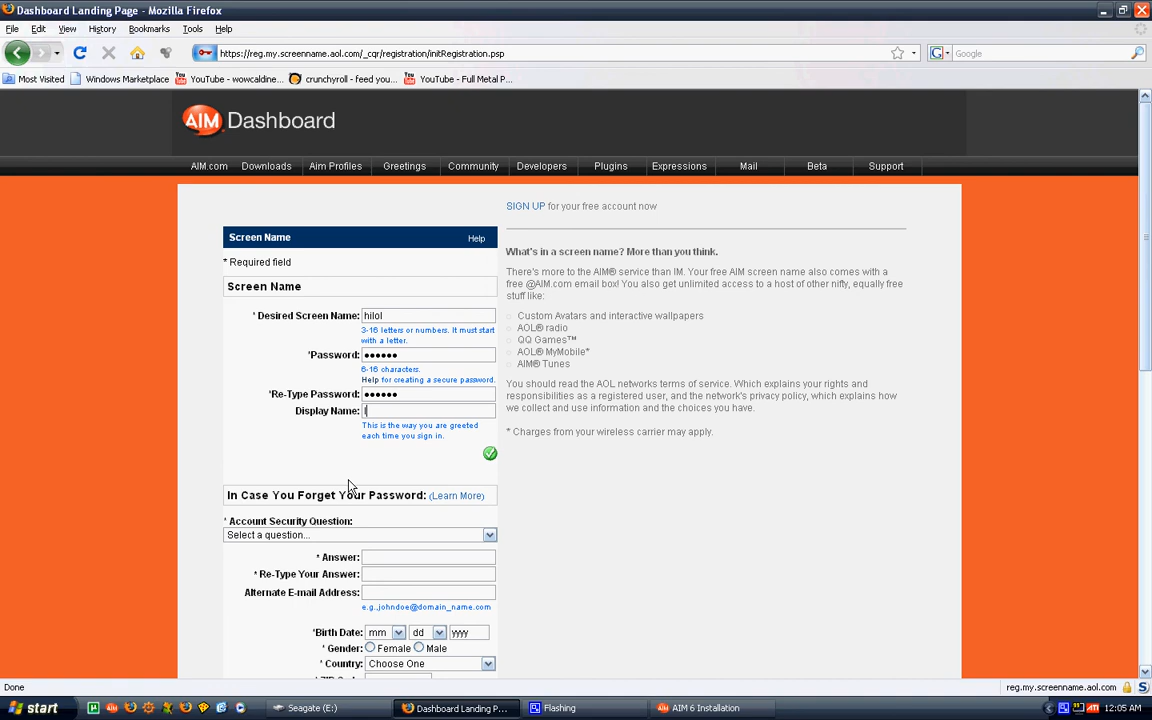 Dashboard Landing Page - Mozilla Firefox
File Edit View History Bookmarks Tools Help
https://reg.my.screenname.aol.com/_cqr/registration/initRegistration.psp
Google
Most Visited Windows Marketplace YouTube - wowcaldne... crunchyroll - feed you... YouTube - Full Metal P...
AIM Dashboard
AIM.com Downloads Aim Profiles Greetings Community Developers Plugins Expressions Mail Beta Support
SIGN UP for your free account now
Screen Name Help
* Required field
Screen Name
* Desired Screen Name: hilol
3-16 letters or numbers. It must start
with a letter.
*Password: ●●●●●●
6-16 characters.
Help for creating a secure password.
*Re-Type Password: ●●●●●●
Display Name: l
This is the way you are greeted
each time you sign in.
In Case You Forget Your Password: (Learn More)
* Account Security Question:
Select a question...
* Answer:
* Re-Type Your Answer:
Alternate E-mail Address:
e.g.,johndoe@domain_name.com
*Birth Date: mm dd yyyy
* Gender: Female Male
* Country: Choose One
What's in a screen name? More than you think.
There's more to the AIM® service than IM. Your free AIM screen name also comes with a
free @AIM.com email box! You also get unlimited access to a host of other nifty, equally free
stuff like:
Custom Avatars and interactive wallpapers
AOL® radio
QQ Games™
AOL® MyMobile*
AIM® Tunes
You should read the AOL networks terms of service. Which explains your rights and
responsibilities as a registered user, and the network's privacy policy, which explains how
we collect and use information and the choices you have.
* Charges from your wireless carrier may apply.
Done
reg.my.screenname.aol.com
start Seagate (E:) Dashboard Landing P... Flashing AIM 6 Installation 12:05 AM